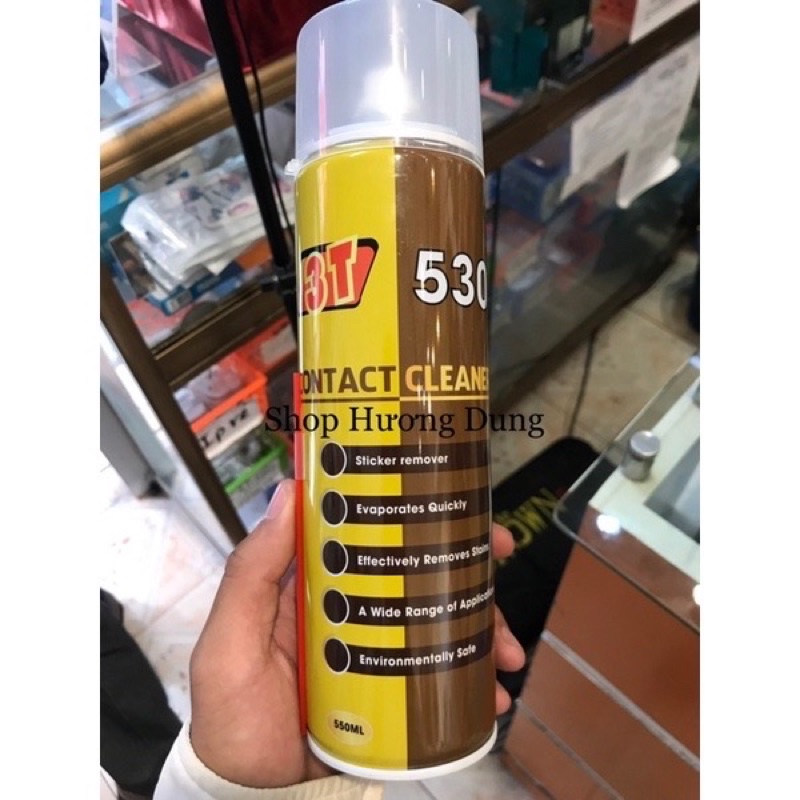 3T
530
CONTACT CLEANER
Shop Hương Dung
Sticker remover
Evaporates Quickly
Effectively Removes Stains
A Wide Range of Application
Environmentally Safe
550ML